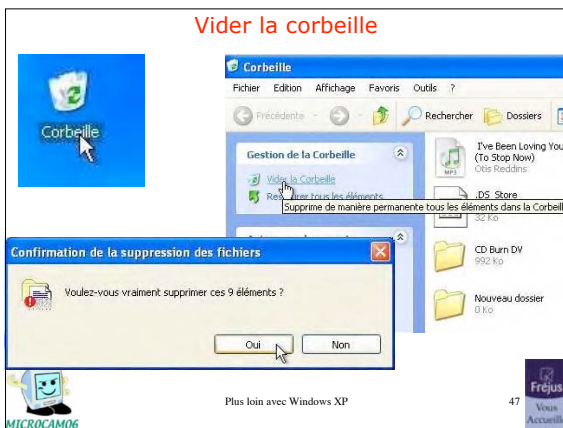 Vider la corbeille
Corbeille
Corbeille
Fichier Edition Affichage Favoris Outils ?
Précédente Rechercher Dossiers
Gestion de la Corbeille
Vider la Corbeille
Supprime de manière permanente tous les éléments dans la Corbeill
I've Been Loving You
(To Stop Now)
Otis Reddins
MP3
.DS_Store
32 Ko
CD Burn DV
992 Ko
Nouveau dossier
0 Ko
Confirmation de la suppression des fichiers
Voulez-vous vraiment supprimer ces 9 éléments ?
Oui Non
MICROCAM06
Plus loin avec Windows XP
47
Fréjus
Vous
Accueill